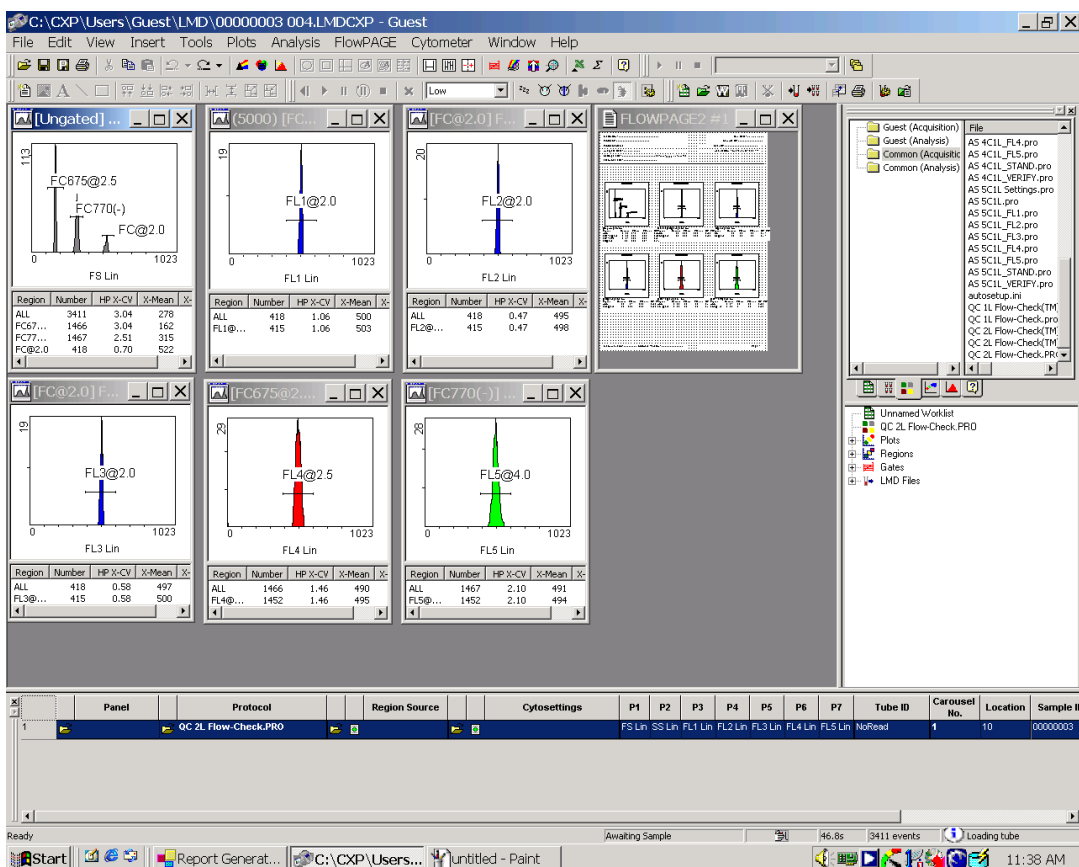 C:\CXP\Users\Guest\LMD\00000003 004.LMDCXP - Guest
File Edit View Insert Tools Plots Analysis FlowPAGE Cytometer Window Help
Low
[Ungated] ...
113
FC675@2.5
FC770(-)
FC@2.0
0 1023
FS Lin
Region Number HP X-CV X-Mean X-
ALL 3411 3.04 278
FC67... 1466 3.04 162
FC77... 1467 2.51 315
FC@2.0 418 0.70 522
(5000) [FC...
19
FL1@2.0
0 1023
FL1 Lin
Region Number HP X-CV X-Mean X-
ALL 418 1.06 500
FL1@... 415 1.06 503
[FC@2.0] F...
20
FL2@2.0
0 1023
FL2 Lin
Region Number HP X-CV X-Mean X-
ALL 418 0.47 495
FL2@... 415 0.47 498
FLOWPAGE2 #1
[FC@2.0] F...
19
FL3@2.0
0 1023
FL3 Lin
Region Number HP X-CV X-Mean X-
ALL 418 0.58 497
FL3@... 415 0.58 500
[FC675@2....
29
FL4@2.5
0 1023
FL4 Lin
Region Number HP X-CV X-Mean X-
ALL 1466 1.46 490
FL4@... 1452 1.46 495
[FC770(-)] ...
28
FL5@4.0
0 1023
FL5 Lin
Region Number HP X-CV X-Mean X-
ALL 1467 2.10 491
FL5@... 1452 2.10 494
Guest (Acquisition)
Guest (Analysis)
Common (Acquisitic
Common (Analysis)
File
AS 4C1L_FL4.pro
AS 4C1L_FL5.pro
AS 4C1L_STAND.pro
AS 4C1L_VERIFY.pro
AS 5C1L Settings.pro
AS 5C1L.pro
AS 5C1L_FL1.pro
AS 5C1L_FL2.pro
AS 5C1L_FL3.pro
AS 5C1L_FL4.pro
AS 5C1L_FL5.pro
AS 5C1L_STAND.pro
AS 5C1L_VERIFY.pro
autosetup.ini
QC 1L Flow-Check(TM)
QC 1L Flow-Check.pro
QC 2L Flow-Check(TM)
QC 2L Flow-Check(TM)
QC 2L Flow-Check.PRO
Unnamed Worklist
QC 2L Flow-Check.PRO
Plots
Regions
Gates
LMD Files
Panel Protocol Region Source Cytosettings P1 P2 P3 P4 P5 P6 P7 Tube ID Carousel No. Location Sample I
1 QC 2L Flow-Check.PRO FS Lin SS Lin FL1 Lin FL2 Lin FL3 Lin FL4 Lin FL5 Lin NoRead 1 10 00000003
Ready Awaiting Sample 46.8s 3411 events Loading tube
Start Report Generat... C:\CXP\Users... untitled - Paint 11:38 AM